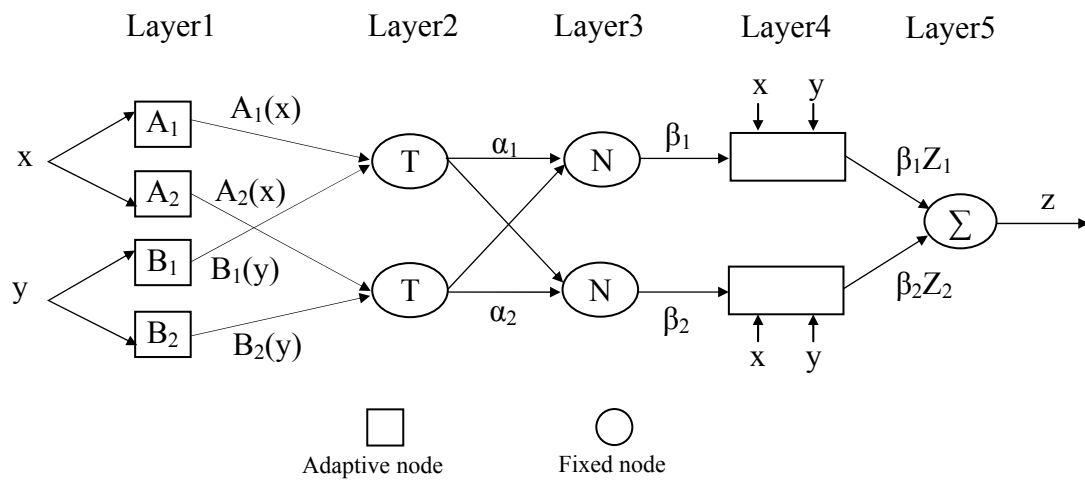 Layer1 Layer2 Layer3 Layer4 Layer5
x y
A₁ A₁(x)
α₁ β₁
T N
x
β₁Z₁
A₂ A₂(x)
z
Σ
B₁
B₁(y)
y
T N
β₂Z₂
α₂ β₂
B₂
B₂(y)
x y
Adaptive node Fixed node